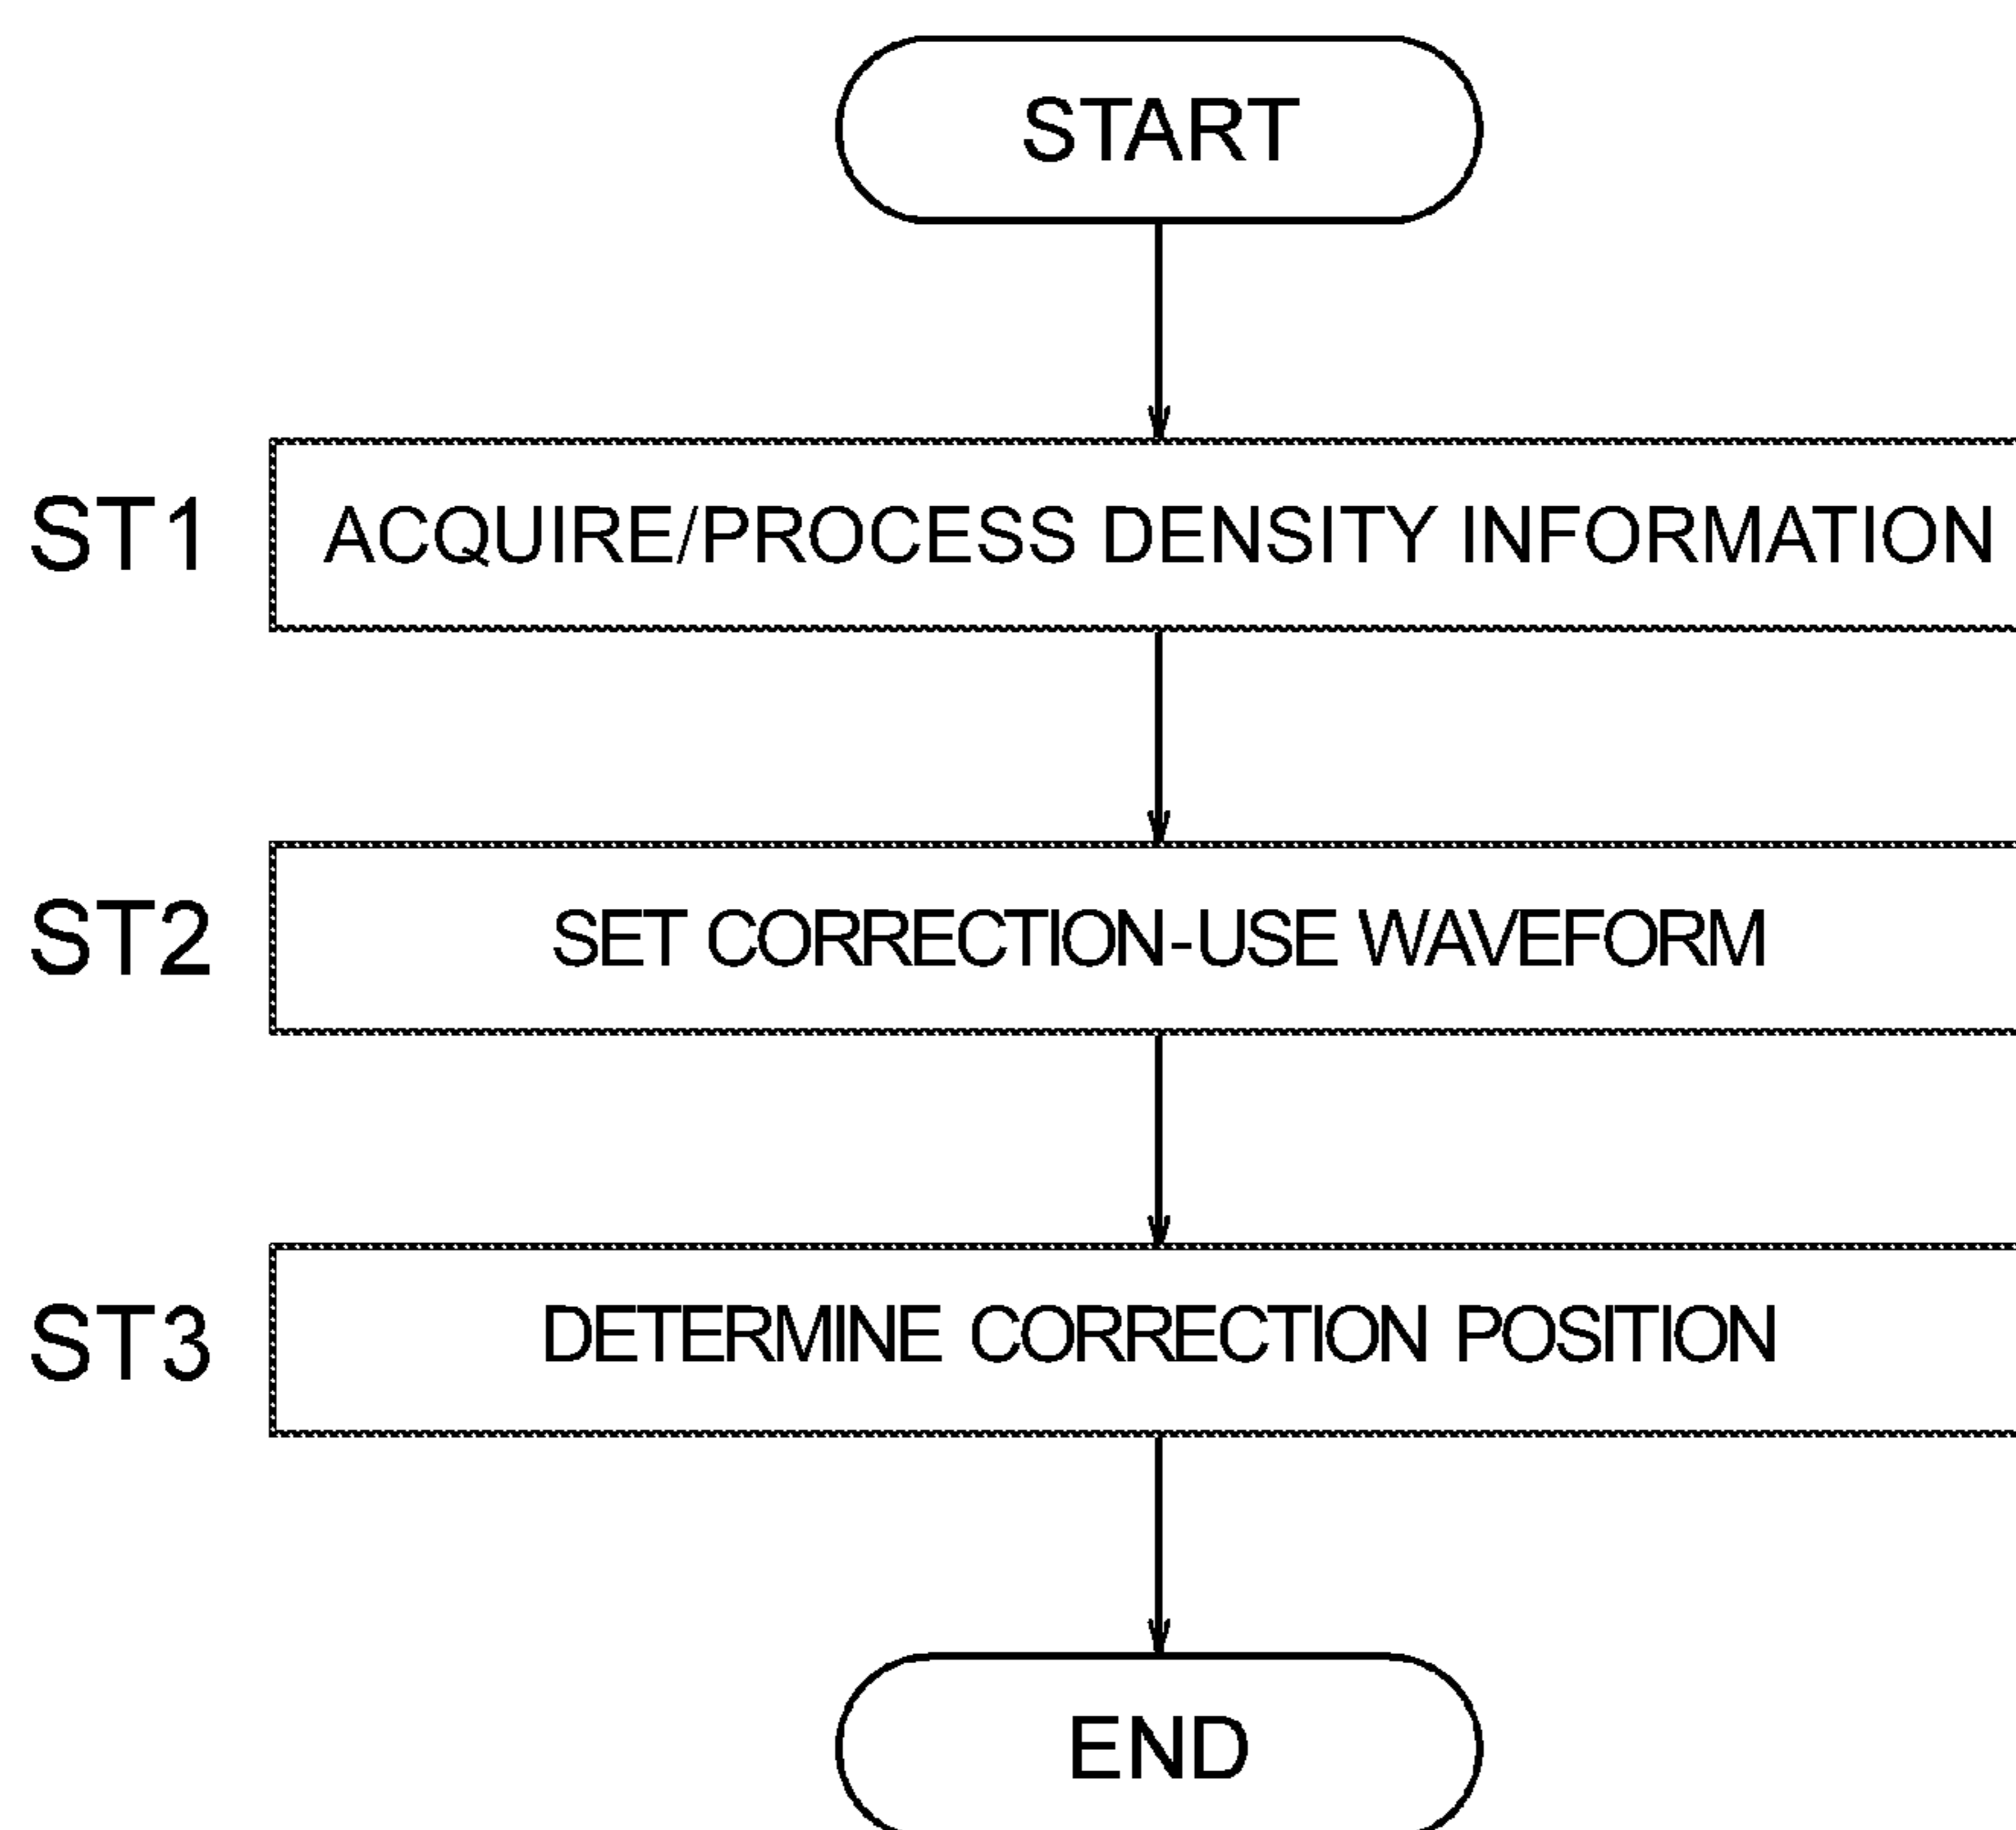 START
ST1 ACQUIRE/PROCESS DENSITY INFORMATION
ST2 SET CORRECTION-USE WAVEFORM
ST3 DETERMINE CORRECTION POSITION
END